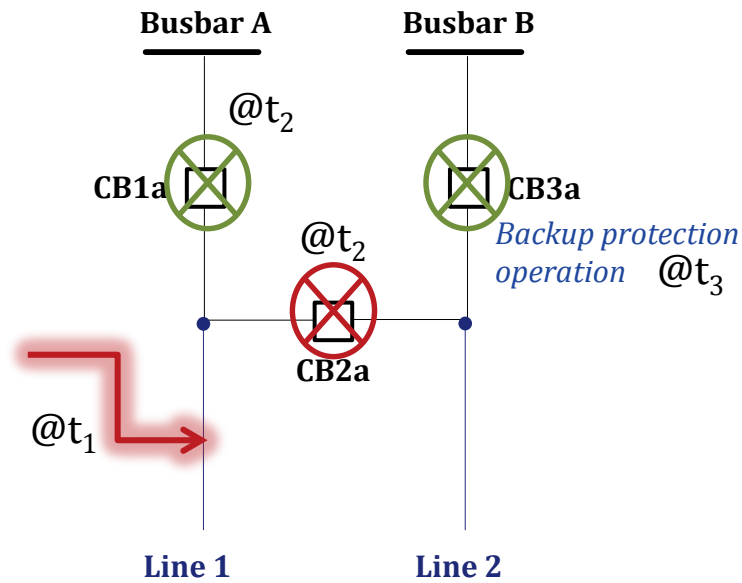 Busbar A
Busbar B
@t₂
CB1a
CB3a
@t₂
Backup protection
operation @t₃
CB2a
@t₁
Line 1
Line 2